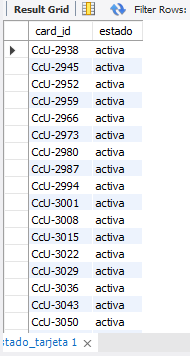 Result Grid Filter Rows:
card_id estado
CcU-2938 activa
CcU-2945 activa
CcU-2952 activa
CcU-2959 activa
CcU-2966 activa
CcU-2973 activa
CcU-2980 activa
CcU-2987 activa
CcU-2994 activa
CcU-3001 activa
CcU-3008 activa
CcU-3015 activa
CcU-3022 activa
CcU-3029 activa
CcU-3036 activa
CcU-3043 activa
CcU-3050 activa
stado_tarjeta 1